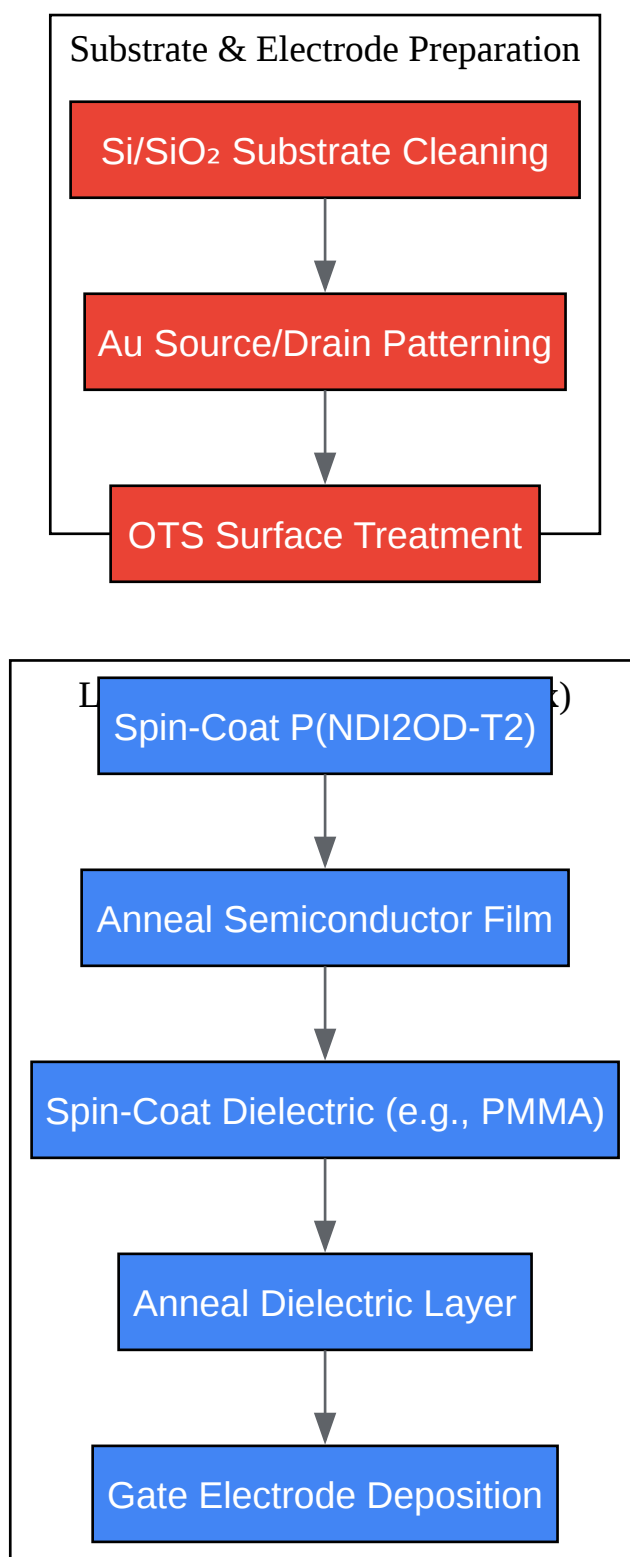 Substrate & Electrode Preparation
Si/SiO₂ Substrate Cleaning
Au Source/Drain Patterning
OTS Surface Treatment
Spin-Coat P(NDI2OD-T2)
Anneal Semiconductor Film
Spin-Coat Dielectric (e.g., PMMA)
Anneal Dielectric Layer
Gate Electrode Deposition